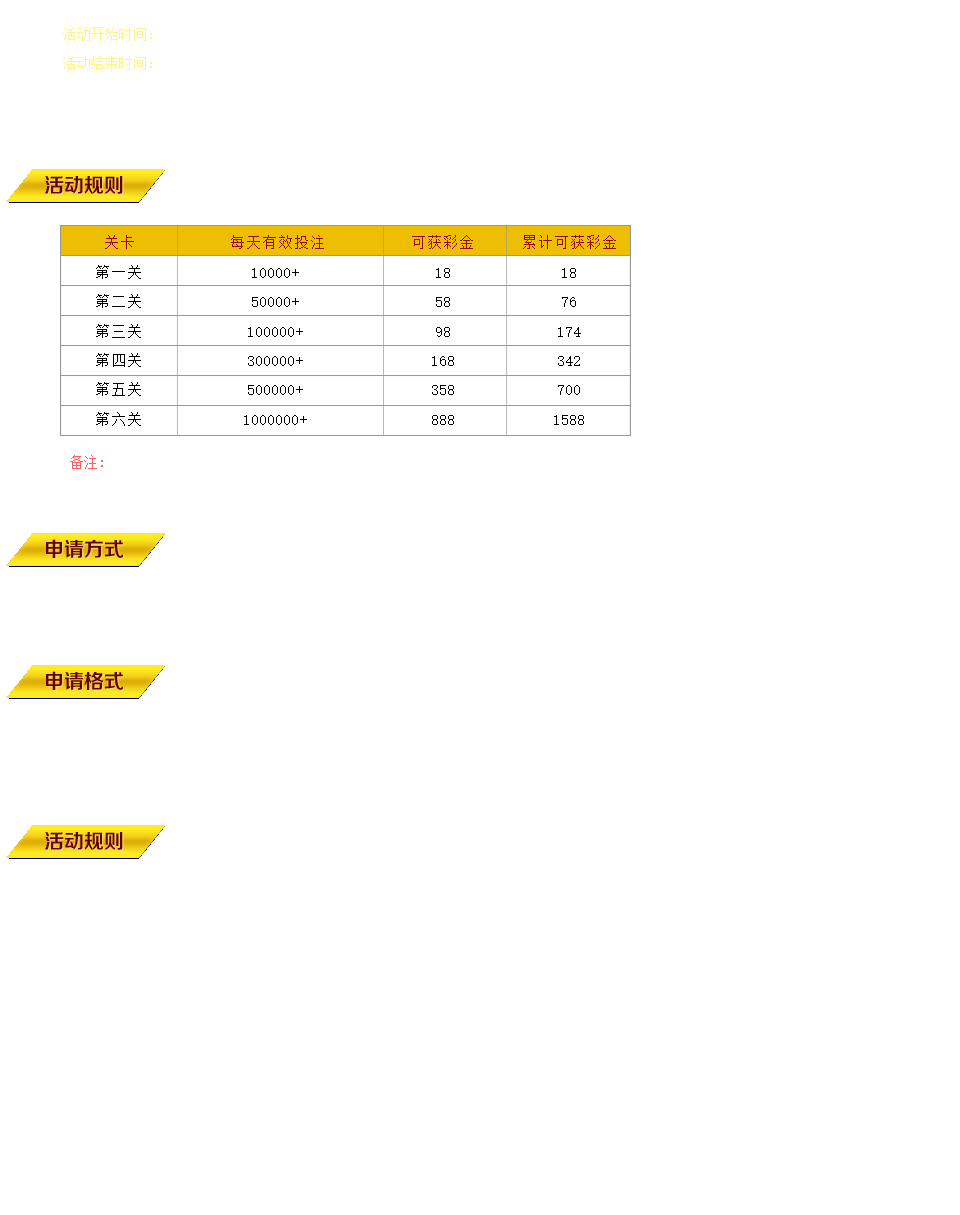 活动开始时间：
活动结束时间：
活动规则
关卡 每天有效投注 可获彩金 累计可获彩金
第一关 10000+ 18 18
第二关 50000+ 58 76
第三关 100000+ 98 174
第四关 300000+ 168 342
第五关 500000+ 358 700
第六关 1000000+ 888 1588
备注：
申请方式
申请格式
活动规则